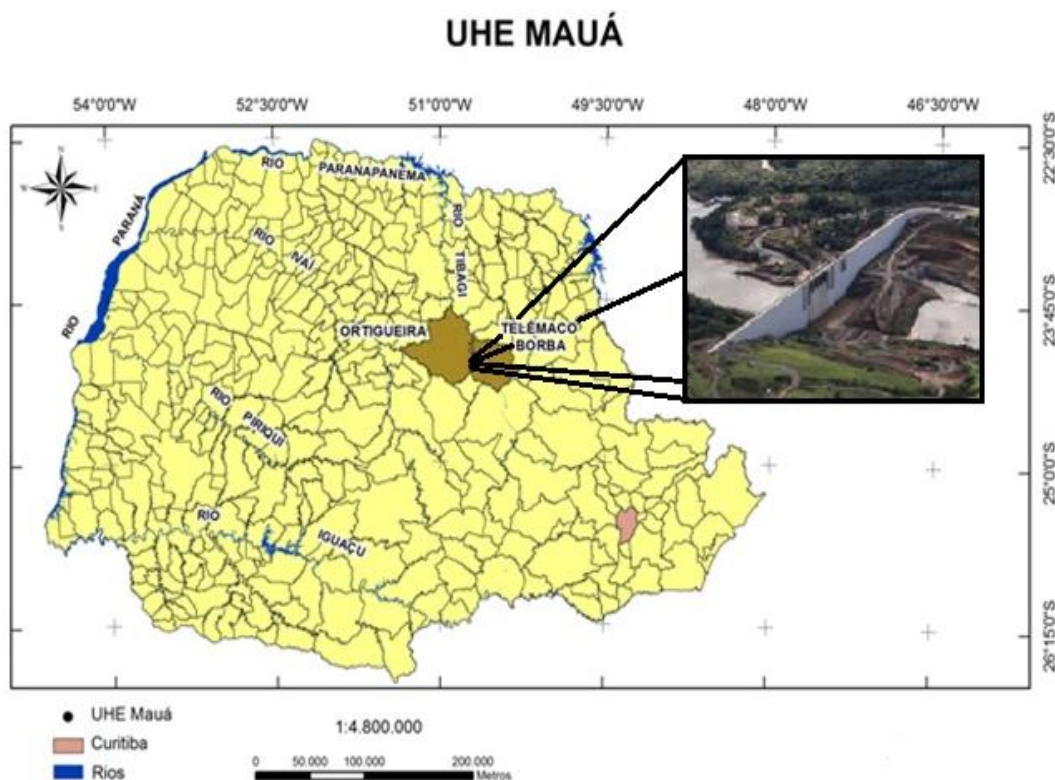 UHE MAUÁ
54°0'0"W
52°30'0"W
51°0'0"W
49°30'0"W
48°0'0"W
46°30'0"W
22°30'0"S
23°45'0"S
25°0'0"S
26°15'0"S
RIO
PARANAPANEMA
RIO
PARANÁ
RIO
IVAÍ
RIO
TIBAGI
ORTIGUEIRA
TELÊMACO
BORBA
RIO
PIRIQUI
RIO
IGUAÇU
UHE Mauá
Curitiba
Rios
1:4.800.000
0 50.000 100.000 200.000
Metros